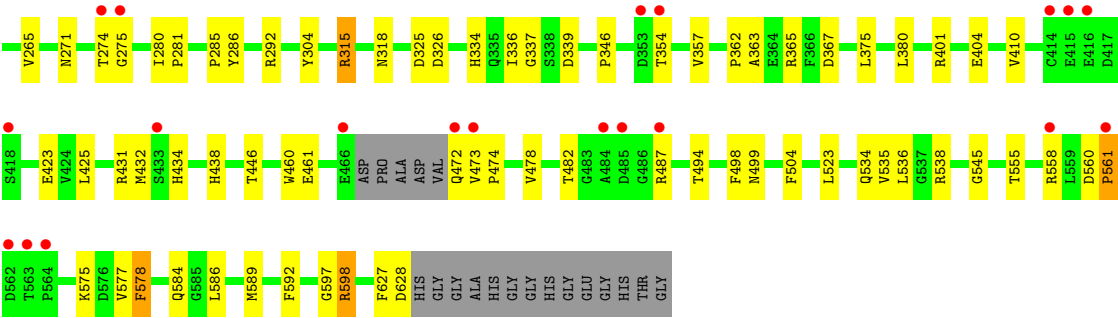 V265 N271 T274 G275 I280 P281 P285 Y286 R292 Y304 R315 N318 D325 D326 H334 Q335 I336 G337 S338 D339 P346 D353 T354 V357 P362 A363 E364 R365 F366 D367 L375 L380 R401 E404 V410 C414 E415 E416 D417
S418 E423 V424 L425 R431 M432 S433 H434 H438 T446 W460 E461 E466 ASP PRO ALA ASP VAL Q472 V473 P474 V478 T482 G483 A484 D485 G486 R487 T494 F498 N499 F504 L523 Q534 V535 L536 G537 R538 G545 T555 R558 L559 D560 P561
D562 T563 P564 K575 D576 V577 F578 Q584 G585 L586 M589 F592 G597 R598 F627 D628 HIS GLY GLY ALA HIS GLY GLY HIS GLY GLU GLY HIS THR GLY